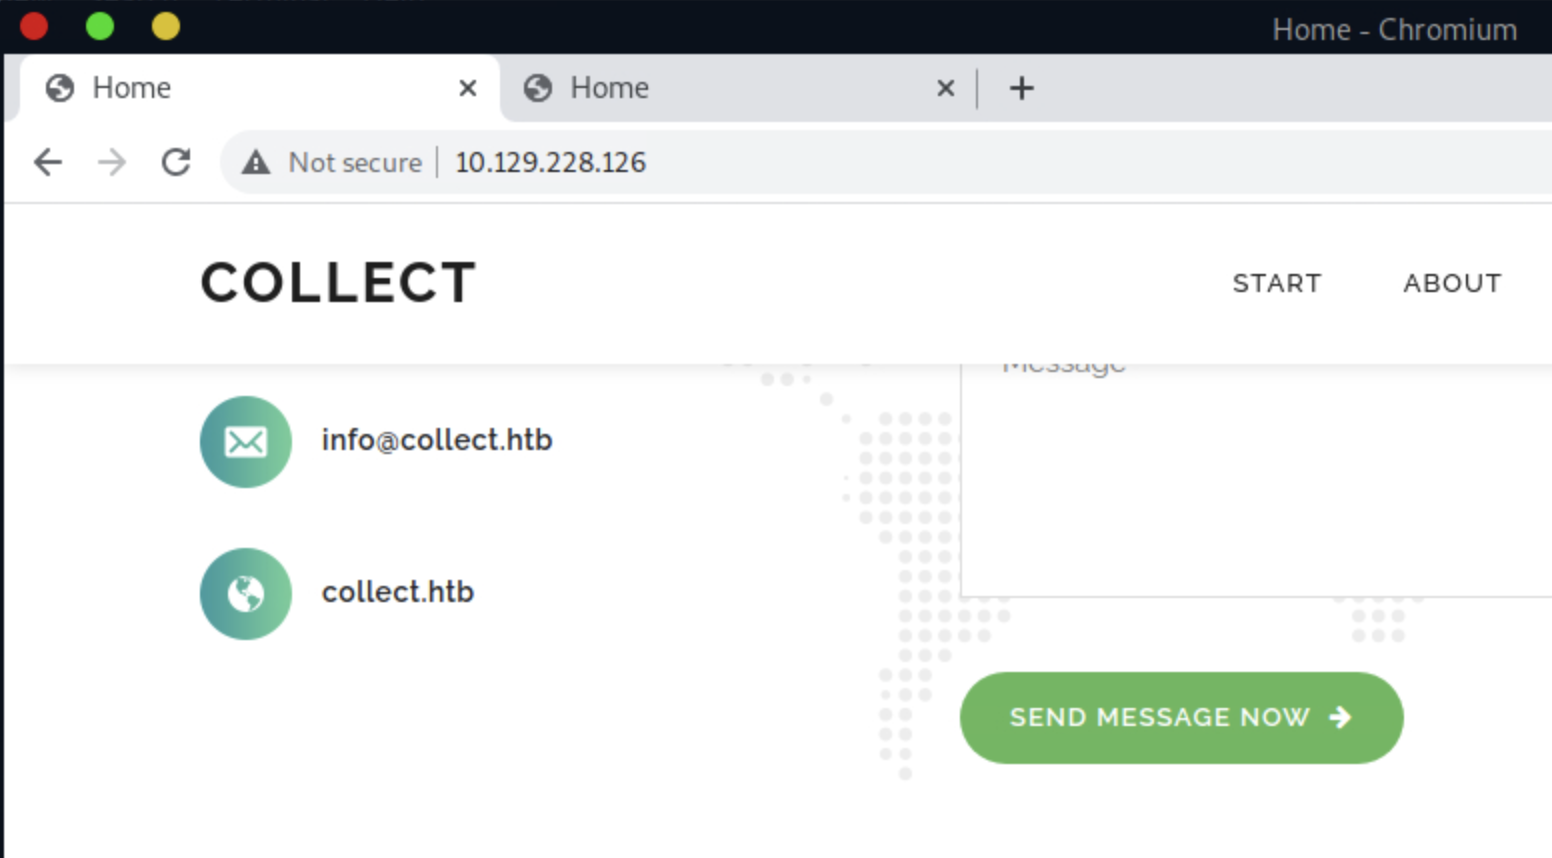 Home - Chromium
Home
Home
Not secure
10.129.228.126
COLLECT
START
ABOUT
Message
info@collect.htb
collect.htb
SEND MESSAGE NOW